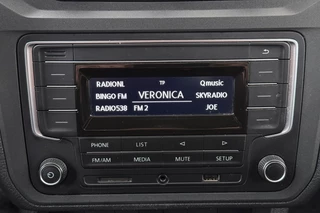 RADIONL TP Qmusic
BINGO FM VERONICA SKYRADIO
RADIO538 FM 2 JOE
PHONE LIST
FM/AM MEDIA MUTE SETUP